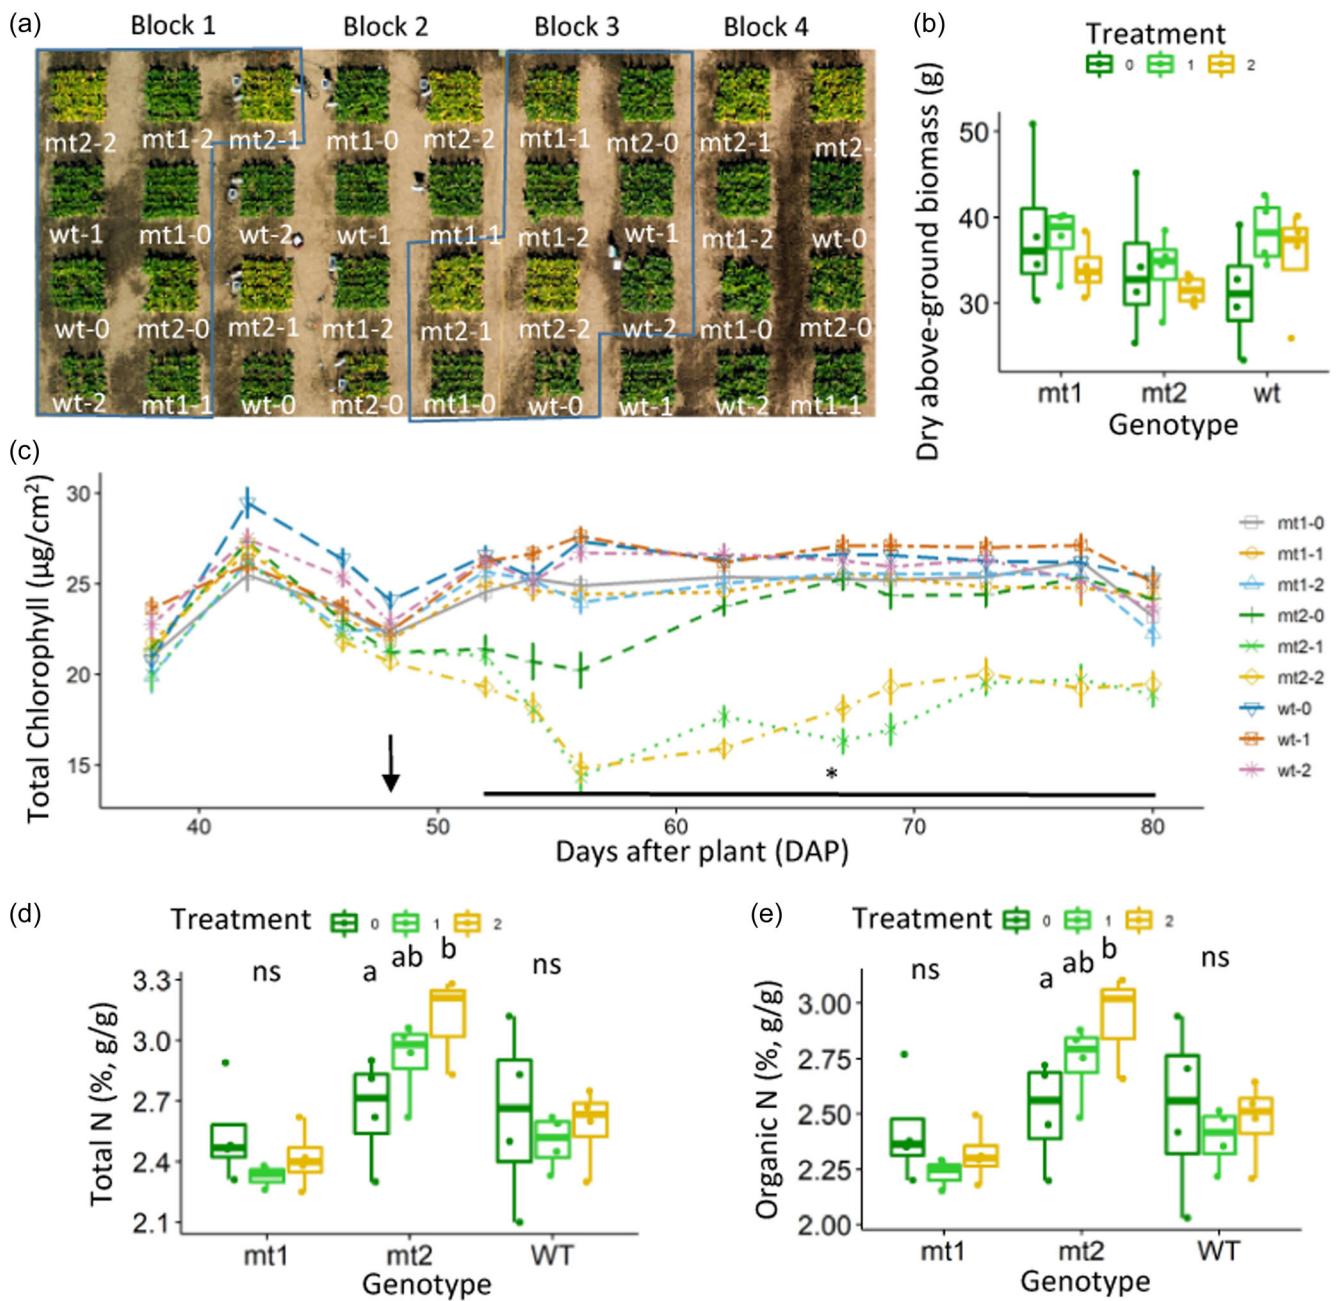 (a)
Block 1 Block 2 Block 3 Block 4
mt2-2 mt1-2 mt2-1 mt1-0 mt2-2 mt1-1 mt2-0 mt2-1 mt2-
wt-1 mt1-0 wt-2 wt-1 mt1-1 mt1-2 wt-1 mt1-2 wt-0
wt-0 mt2-0 mt2-1 mt1-2 mt2-1 mt2-2 wt-2 mt1-0 mt2-0
wt-2 mt1-1 wt-0 mt2-0 mt1-0 wt-0 wt-1 wt-2 mt1-1
(b)
Treatment
0 1 2
Dry above-ground biomass (g)
50
40
30
mt1 mt2 wt
Genotype
(c)
Total Chlorophyll (µg/cm²)
30
25
20
15
*
40 50 60 70 80
Days after plant (DAP)
mt1-0
mt1-1
mt1-2
mt2-0
mt2-1
mt2-2
wt-0
wt-1
wt-2
(d)
Treatment 0 1 2
ns a ab b ns
Total N (%, g/g)
3.3
3.0
2.7
2.4
2.1
mt1 mt2 WT
Genotype
(e)
Treatment 0 1 2
ns a ab b ns
Organic N (%, g/g)
3.00
2.75
2.50
2.25
2.00
mt1 mt2 WT
Genotype